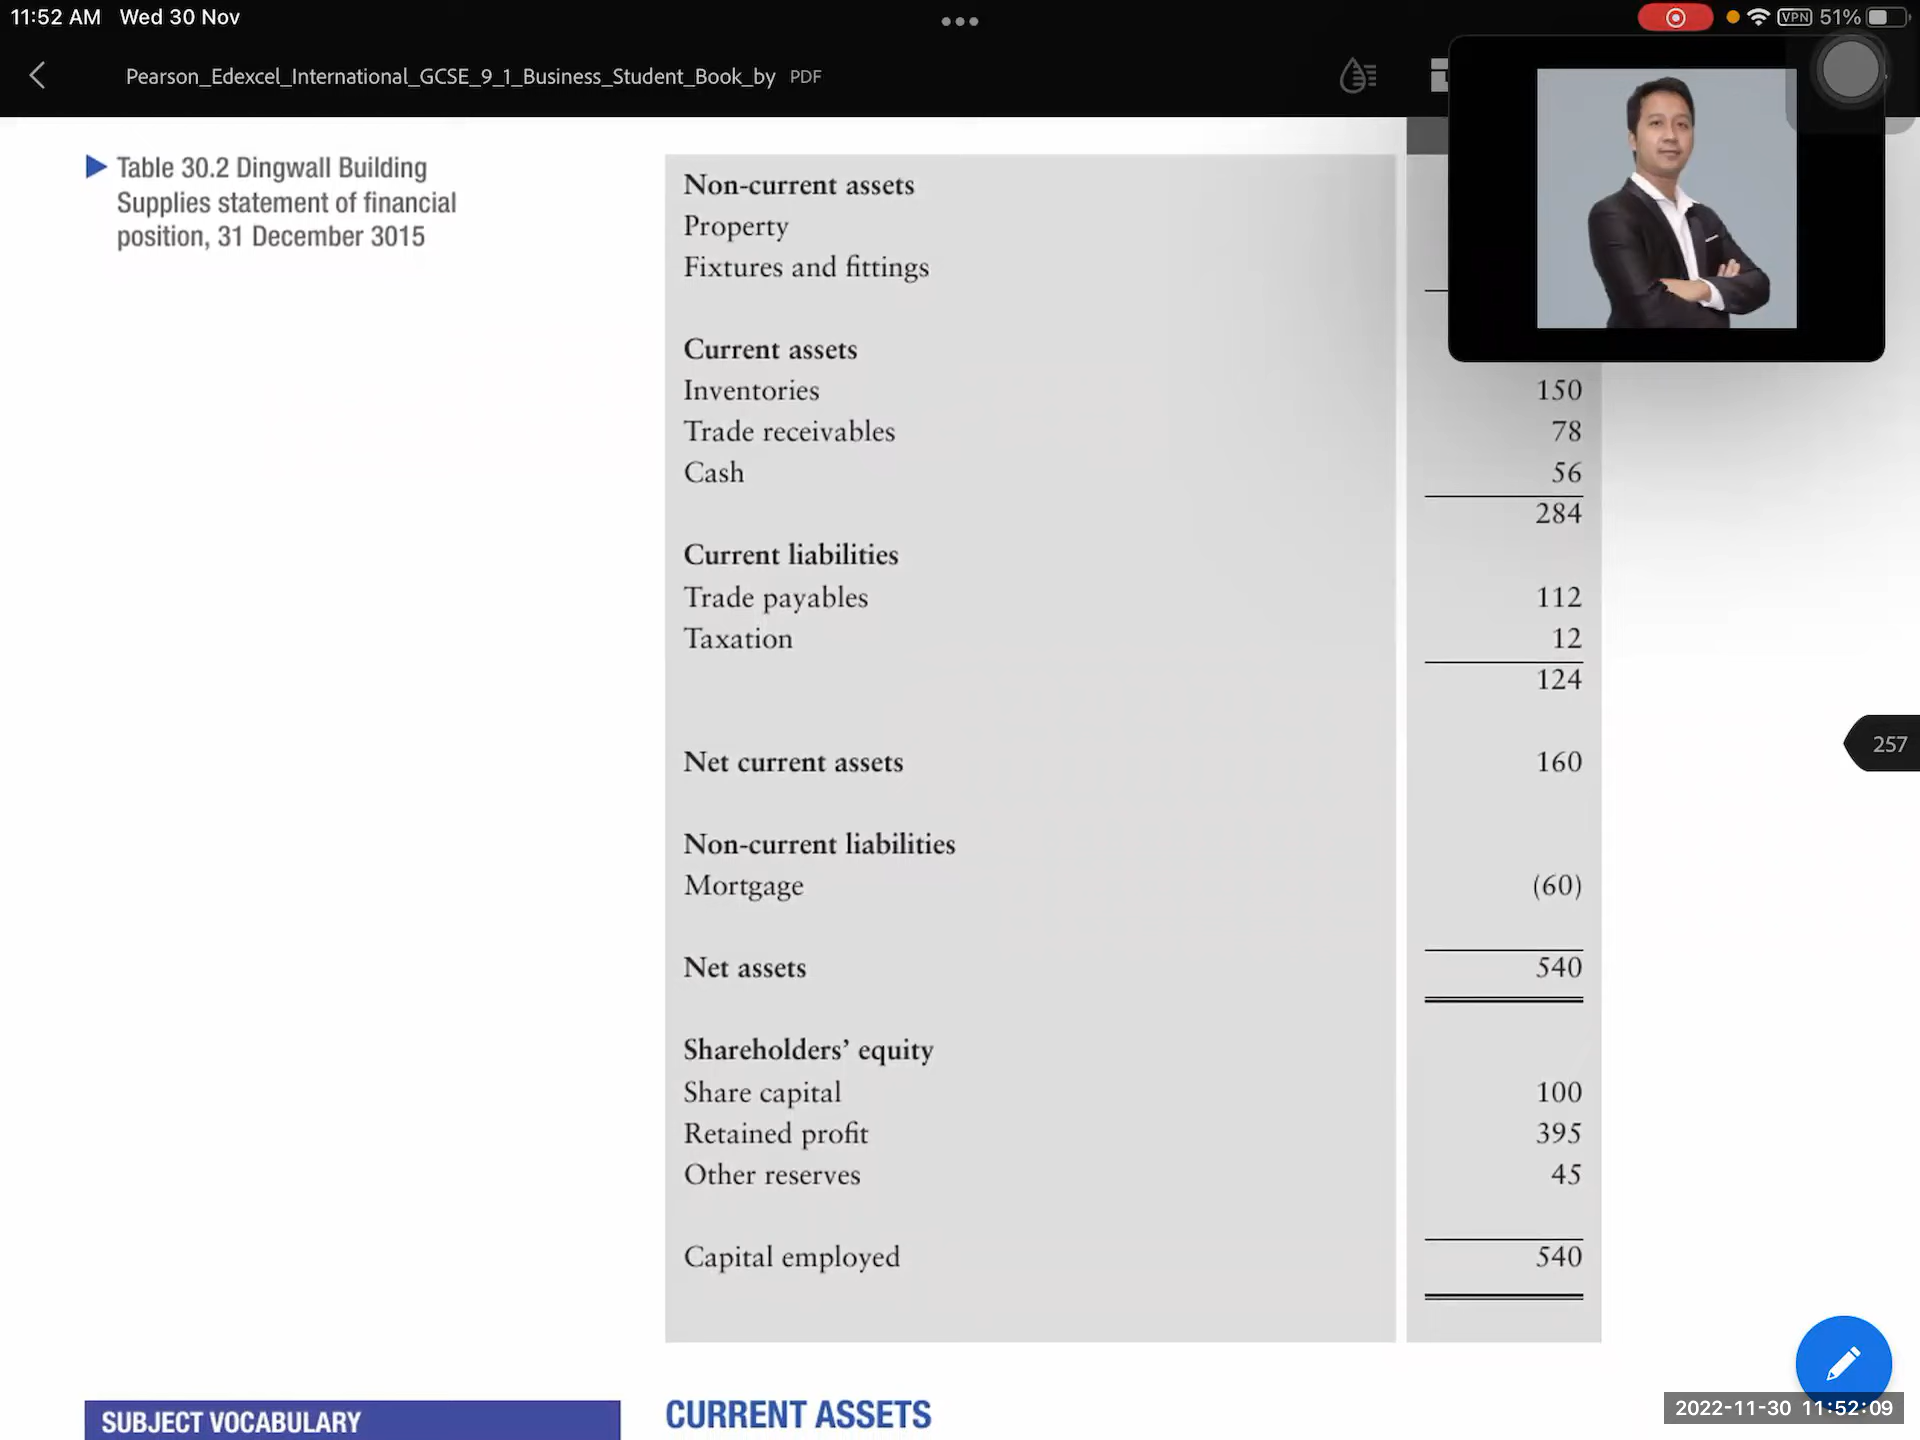 11:52 AM Wed 30 Nov
VPN 51%
Pearson_Edexcel_International_GCSE_9_1_Business_Student_Book_by PDF
Table 30.2 Dingwall Building
Supplies statement of financial
position, 31 December 3015
Non-current assets
Property
Fixtures and fittings
Current assets
Inventories 150
Trade receivables 78
Cash 56
284
Current liabilities
Trade payables 112
Taxation 12
124
Net current assets 160
257
Non-current liabilities
Mortgage (60)
Net assets 540
Shareholders’ equity
Share capital 100
Retained profit 395
Other reserves 45
Capital employed 540
SUBJECT VOCABULARY
CURRENT ASSETS
2022-11-30 11:52:09